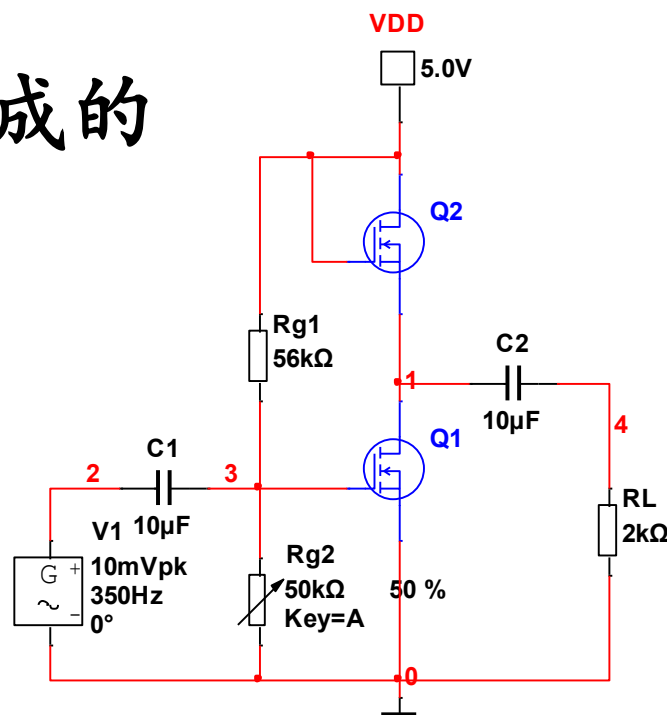 VDD
5.0V
成的
Q2
Rg1
56kΩ
C2
1
10µF
Q1
4
C1
2
3
10µF
RL
2kΩ
V1
10mVpk
350Hz
0°
G
+
~
−
Rg2
50kΩ
50 %
Key=A
0